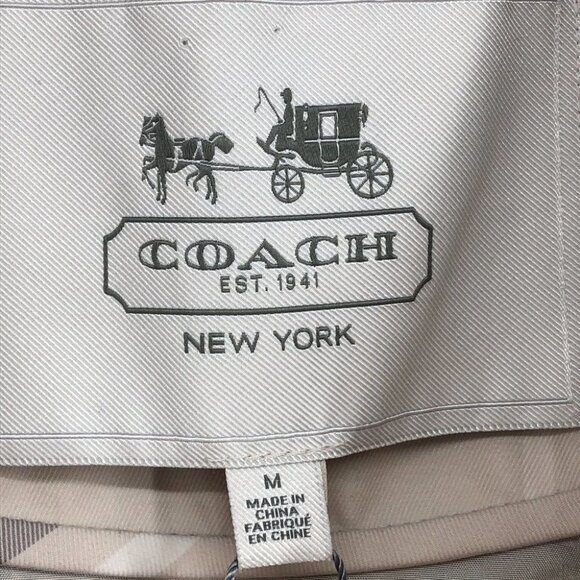 COACH
EST. 1941
NEW YORK
M
MADE IN
CHINA
FABRIQUÉ
EN CHINE